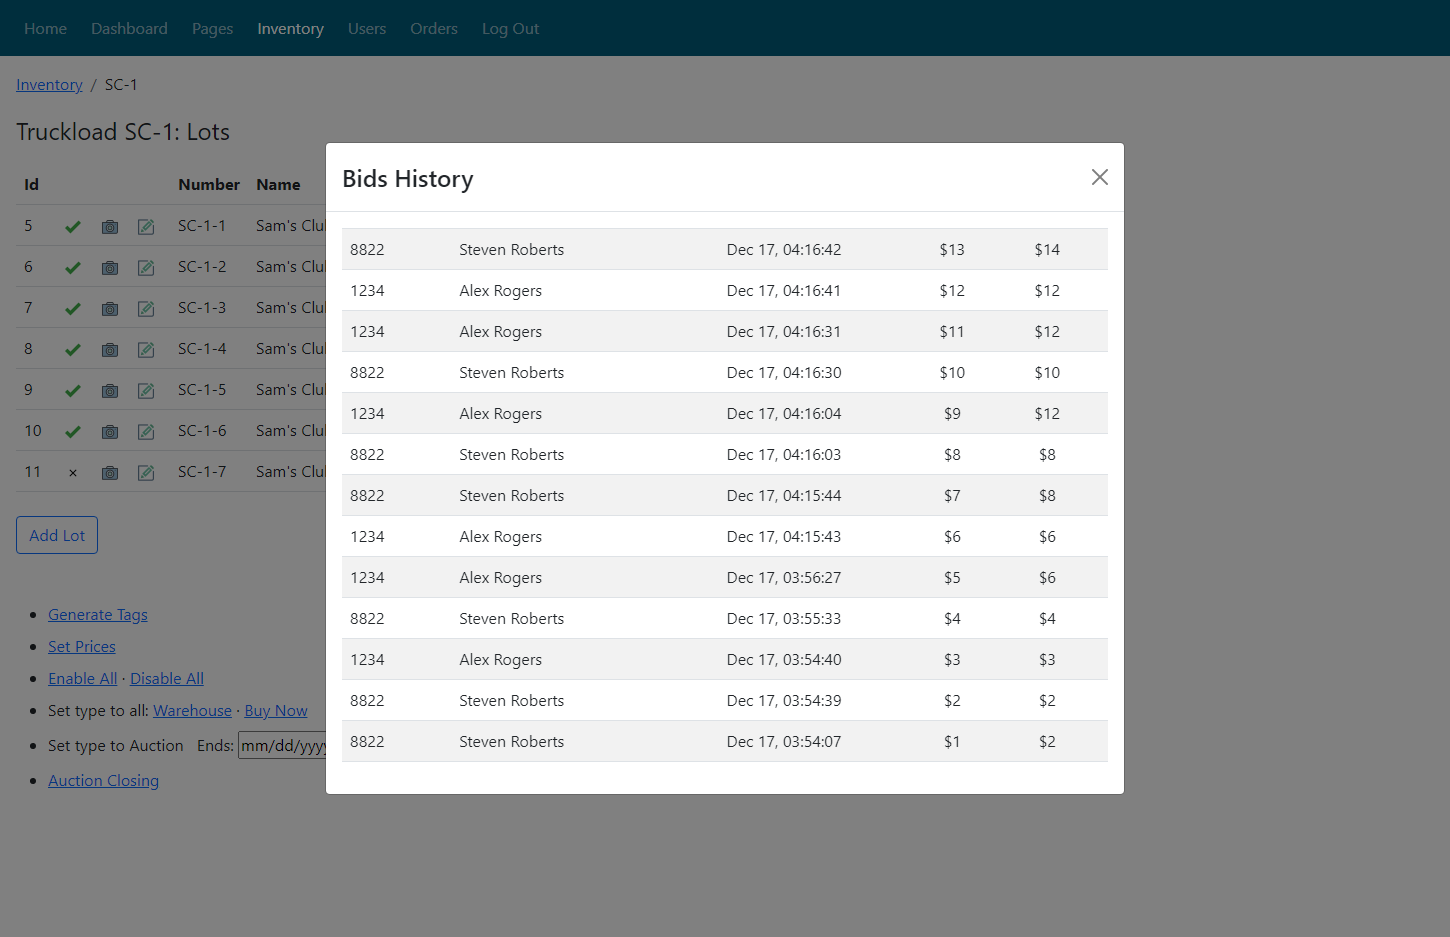 Home Dashboard Pages Inventory Users Orders Log Out
Inventory / SC-1
Truckload SC-1: Lots
Id Number Name
5 SC-1-1 Sam's Clu
6 SC-1-2 Sam's Clu
7 SC-1-3 Sam's Clu
8 SC-1-4 Sam's Clu
9 SC-1-5 Sam's Clu
10 SC-1-6 Sam's Clu
11 × SC-1-7 Sam's Clu
Add Lot
Generate Tags
Set Prices
Enable All · Disable All
Set type to all: Warehouse · Buy Now
Set type to Auction Ends: mm/dd/yyyy
Auction Closing
Bids History
8822 Steven Roberts Dec 17, 04:16:42 $13 $14
1234 Alex Rogers Dec 17, 04:16:41 $12 $12
1234 Alex Rogers Dec 17, 04:16:31 $11 $12
8822 Steven Roberts Dec 17, 04:16:30 $10 $10
1234 Alex Rogers Dec 17, 04:16:04 $9 $12
8822 Steven Roberts Dec 17, 04:16:03 $8 $8
8822 Steven Roberts Dec 17, 04:15:44 $7 $8
1234 Alex Rogers Dec 17, 04:15:43 $6 $6
1234 Alex Rogers Dec 17, 03:56:27 $5 $6
8822 Steven Roberts Dec 17, 03:55:33 $4 $4
1234 Alex Rogers Dec 17, 03:54:40 $3 $3
8822 Steven Roberts Dec 17, 03:54:39 $2 $2
8822 Steven Roberts Dec 17, 03:54:07 $1 $2